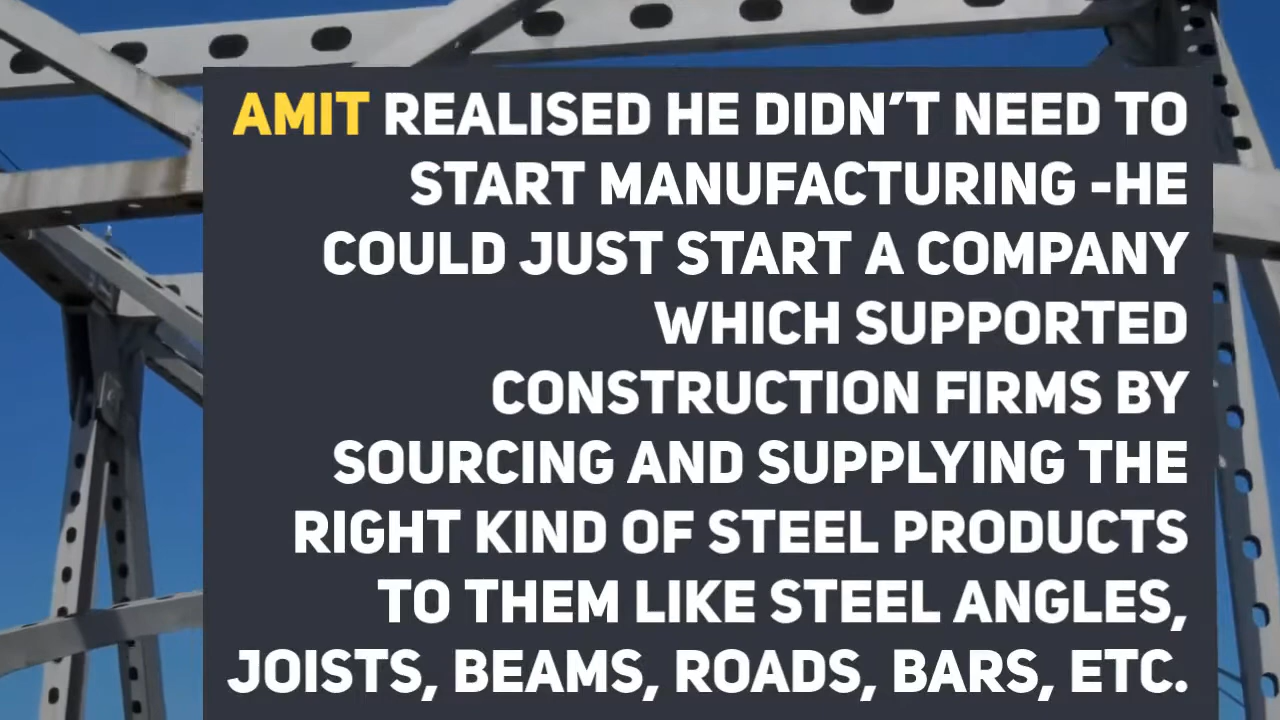 AMIT REALISED HE DIDN’T NEED TO
START MANUFACTURING -HE
COULD JUST START A COMPANY
WHICH SUPPORTED
CONSTRUCTION FIRMS BY
SOURCING AND SUPPLYING THE
RIGHT KIND OF STEEL PRODUCTS
TO THEM LIKE STEEL ANGLES,
JOISTS, BEAMS, ROADS, BARS, ETC.